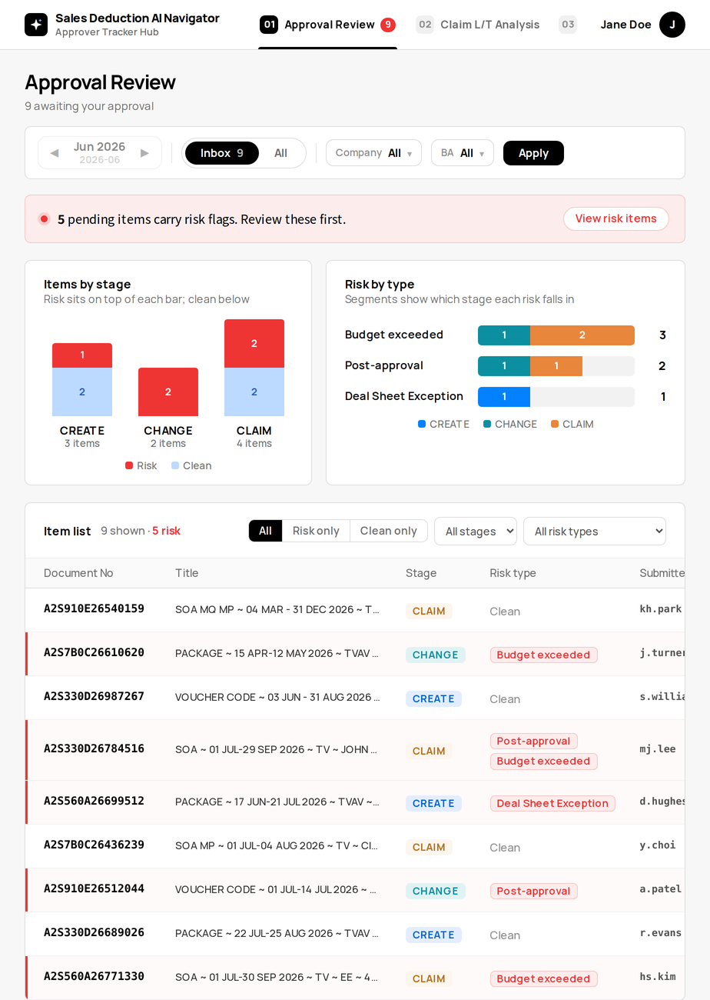 Sales Deduction AI Navigator
Approver Tracker Hub
01 Approval Review 9
02 Claim L/T Analysis
03
Jane Doe J
Approval Review
9 awaiting your approval
◀ Jun 2026 ▶
2026-06
Inbox 9 All
Company All ▾
BA All ▾
Apply
5 pending items carry risk flags. Review these first.
View risk items
Items by stage
Risk sits on top of each bar; clean below
1
2
2
2
2
CREATE CHANGE CLAIM
3 items 2 items 4 items
Risk Clean
Risk by type
Segments show which stage each risk falls in
Budget exceeded 1 2 3
Post-approval 1 1 2
Deal Sheet Exception 1 1
CREATE CHANGE CLAIM
Item list 9 shown · 5 risk
All Risk only Clean only
All stages
All risk types
Document No Title Stage Risk type Submitte
A2S910E26540159 SOA MQ MP ~ 04 MAR - 31 DEC 2026 ~ T... CLAIM Clean kh.park
A2S7B0C26610620 PACKAGE ~ 15 APR-12 MAY 2026 ~ TVAV ... CHANGE Budget exceeded j.turner
A2S330D26987267 VOUCHER CODE ~ 03 JUN - 31 AUG 2026 ... CREATE Clean s.willia
A2S330D26784516 SOA ~ 01 JUL-29 SEP 2026 ~ TV ~ JOHN ... CLAIM Post-approval mj.lee
Budget exceeded
A2S560A26699512 PACKAGE ~ 17 JUN-21 JUL 2026 ~ TVAV ~... CREATE Deal Sheet Exception d.hughes
A2S7B0C26436239 SOA MP ~ 01 JUL-04 AUG 2026 ~ TV ~ CI... CLAIM Clean y.choi
A2S910E26512044 VOUCHER CODE ~ 01 JUL-14 JUL 2026 ~ ... CHANGE Post-approval a.patel
A2S330D26689026 PACKAGE ~ 22 JUL-25 AUG 2026 ~ TVAV ... CREATE Clean r.evans
A2S560A26771330 SOA ~ 01 JUL-30 SEP 2026 ~ TV ~ EE ~ 4... CLAIM Budget exceeded hs.kim